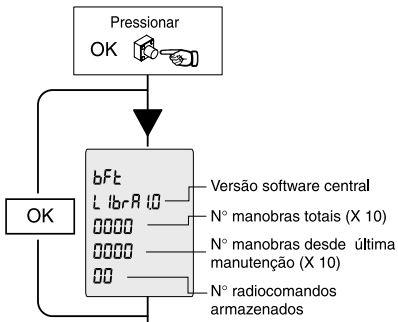 Pressionar
OK
bFt
LIbrA 1.0
Versão software central
0000
N° manobras totais (X 10)
OK
0000
N° manobras desde última
manutenção (X 10)
00
N° radiocomandos
armazenados